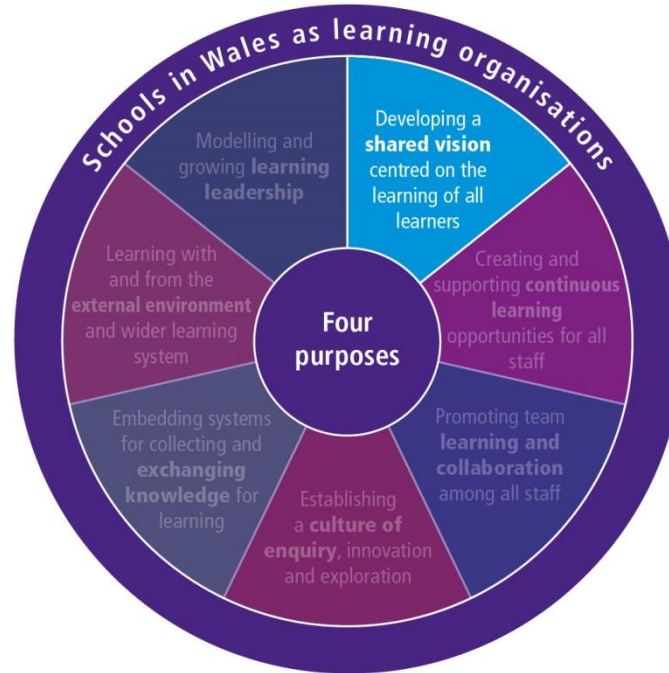 Schools in Wales as learning organisations
Developing a
shared vision
centred on the
learning of all
learners
Creating and
supporting continuous
learning
opportunities for all
staff
Promoting team
learning and
collaboration
among all staff
Establishing
a culture of
enquiry, innovation
and exploration
Embedding systems
for collecting and
exchanging
knowledge for
learning
Learning with
and from the
external environment
and wider learning
system
Modelling and
growing learning
leadership
Four
purposes